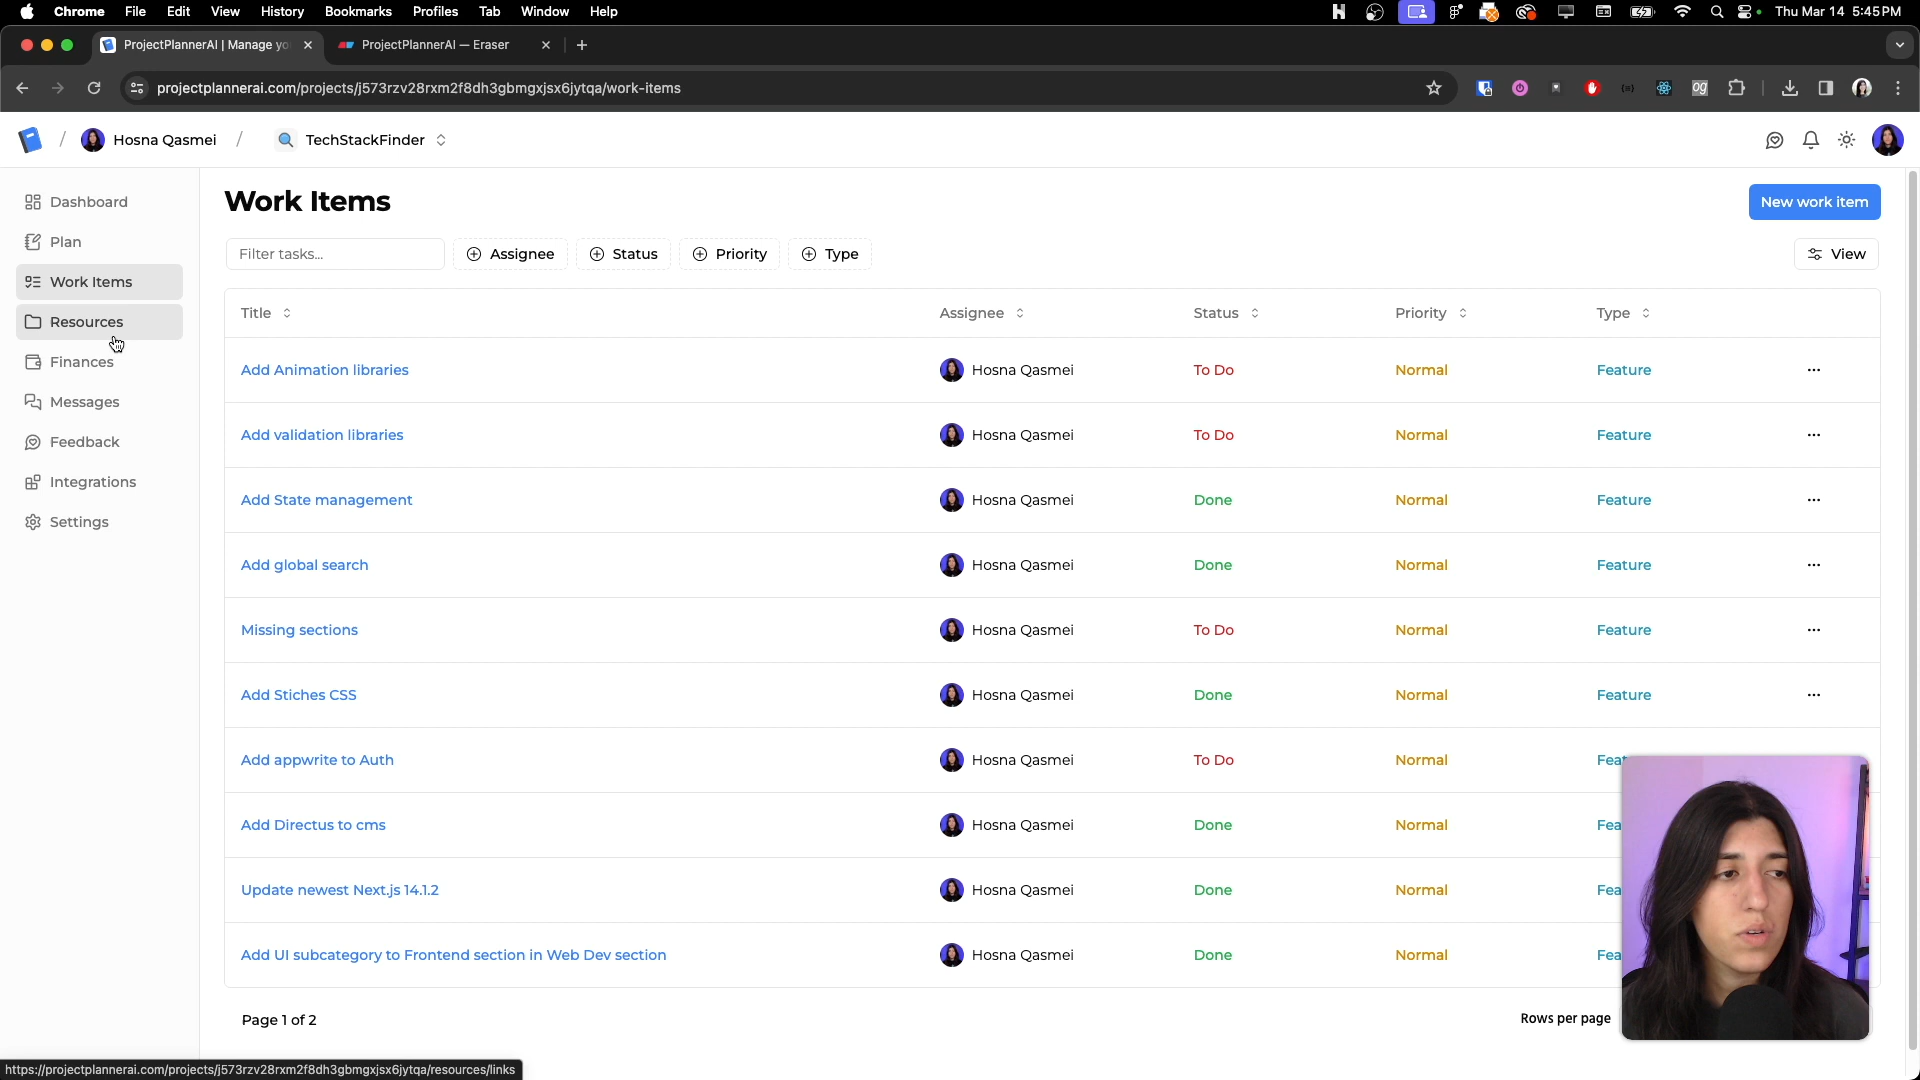 Chrome File Edit View History Bookmarks Profiles Tab Window Help Thu Mar 14 5:45 PM
ProjectPlannerAI | Manage yo ProjectPlannerAI — Eraser
projectplannerai.com/projects/j573rzv28rxm2f8dh3gbmgxjsx6jytqa/work-items
/ Hosna Qasmei / TechStackFinder
Dashboard
Plan
Work Items
Resources
Finances
Messages
Feedback
Integrations
Settings
Work Items
New work item
Filter tasks...
Assignee
Status
Priority
Type
View
Title Assignee Status Priority Type
Add Animation libraries Hosna Qasmei To Do Normal Feature
Add validation libraries Hosna Qasmei To Do Normal Feature
Add State management Hosna Qasmei Done Normal Feature
Add global search Hosna Qasmei Done Normal Feature
Missing sections Hosna Qasmei To Do Normal Feature
Add Stiches CSS Hosna Qasmei Done Normal Feature
Add appwrite to Auth Hosna Qasmei To Do Normal Feat
Add Directus to cms Hosna Qasmei Done Normal Fea
Update newest Next.js 14.1.2 Hosna Qasmei Done Normal Fea
Add UI subcategory to Frontend section in Web Dev section Hosna Qasmei Done Normal Fea
Page 1 of 2
Rows per page
https://projectplannerai.com/projects/j573rzv28rxm2f8dh3gbmgxjsx6jytqa/resources/links